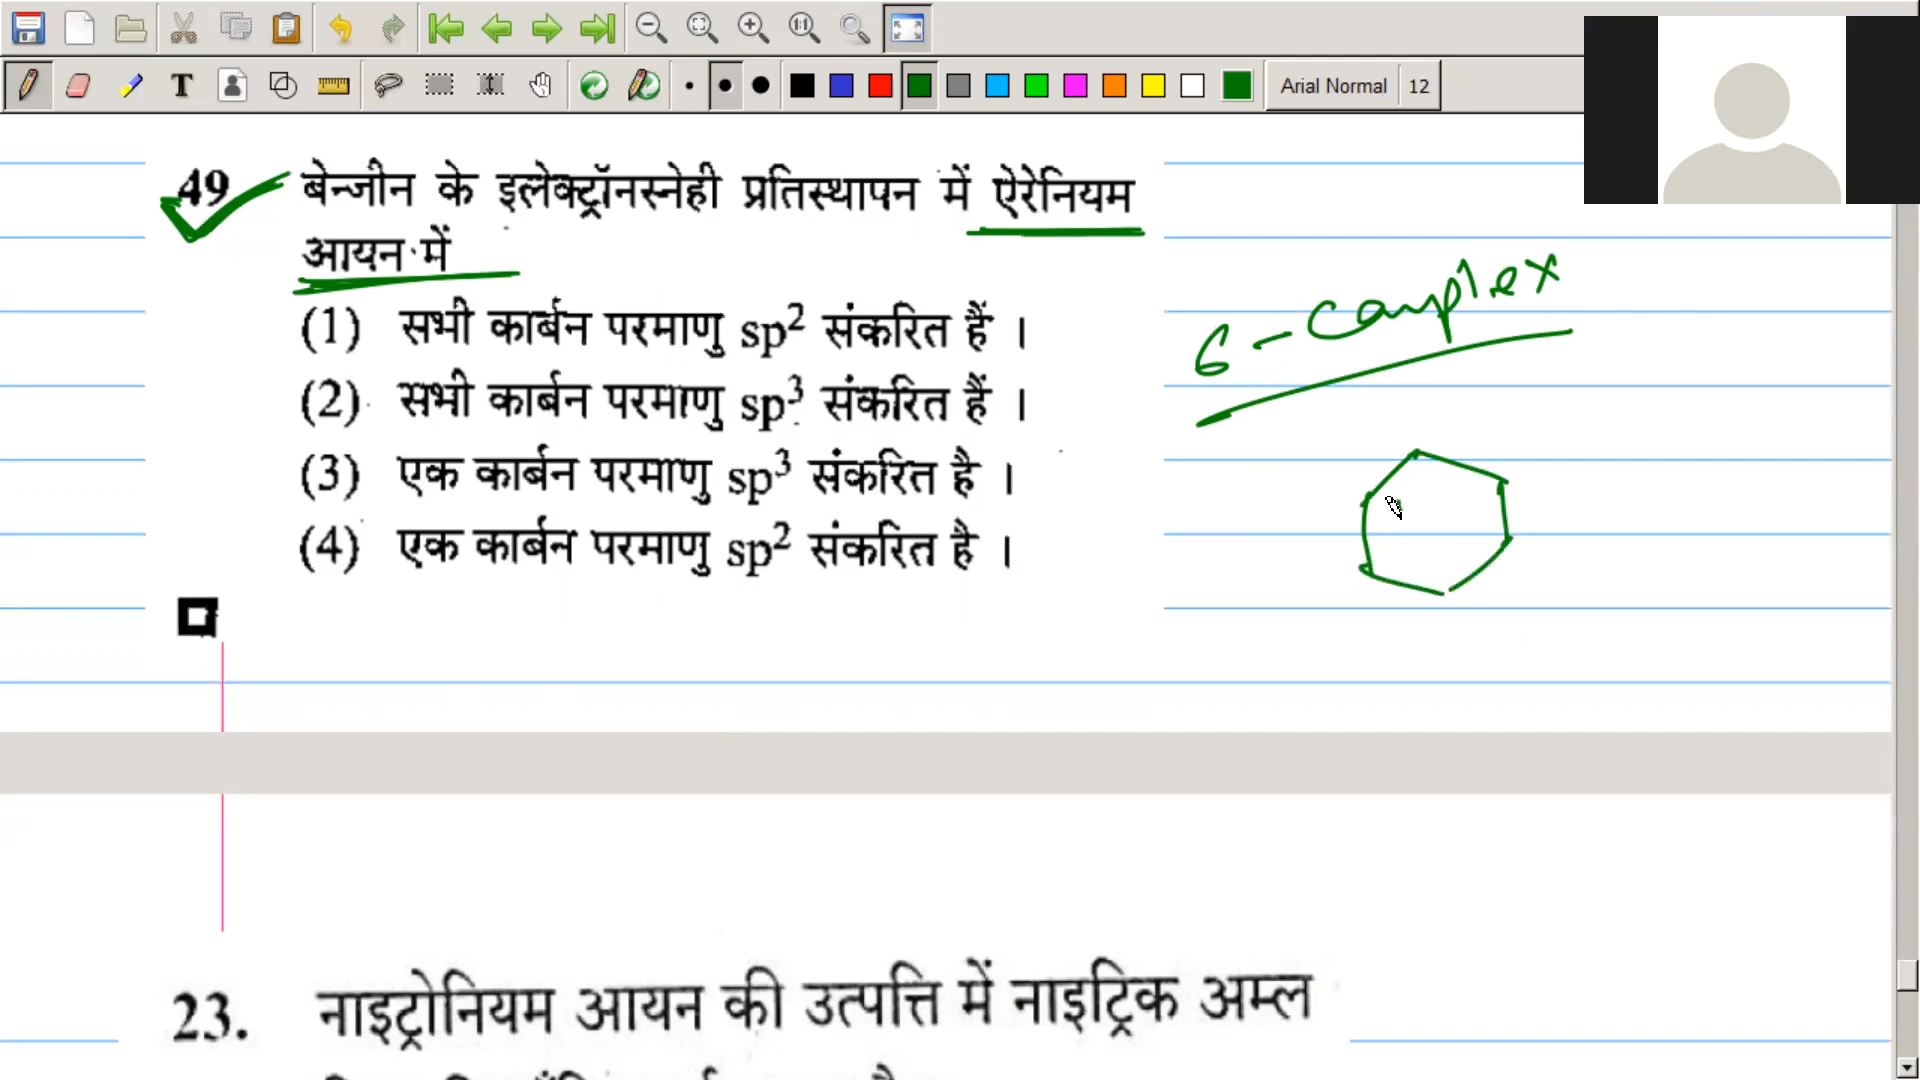 Arial Normal 12
49 बेन्जीन के इलेक्ट्रॉनस्नेही प्रतिस्थापन में ऐरेनियम
आयन में
(1) सभी कार्बन परमाणु sp² संकरित हैं ।
(2) सभी कार्बन परमाणु sp³ संकरित हैं ।
(3) एक कार्बन परमाणु sp³ संकरित है ।
(4) एक कार्बन परमाणु sp² संकरित है ।
σ-complex
23. नाइट्रोनियम आयन की उत्पत्ति में नाइट्रिक अम्ल